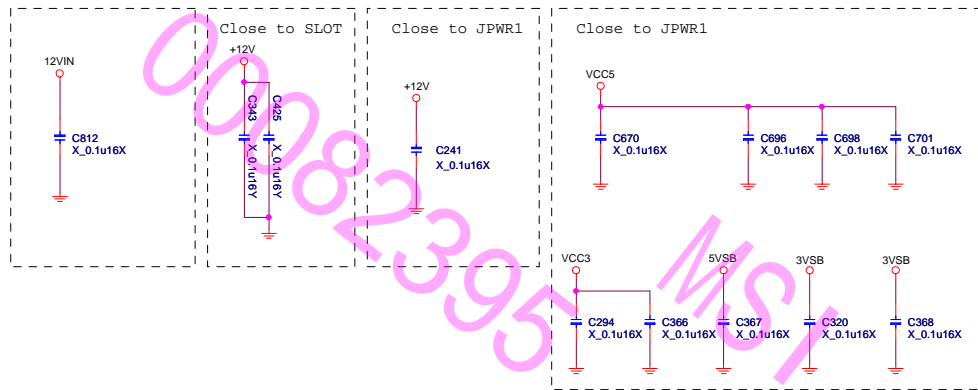 Close to SLOT
Close to JPWR1
Close to JPWR1
12VIN
C812
X_0.1u16X
+12V
C343
X_0.1u16Y
C425
X_0.1u16Y
+12V
C241
X_0.1u16X
VCC5
C670
X_0.1u16X
C696
X_0.1u16X
C698
X_0.1u16X
C701
X_0.1u16X
VCC3
C294
X_0.1u16X
C366
X_0.1u16X
5VSB
C367
X_0.1u16X
3VSB
C320
X_0.1u16X
3VSB
C368
X_0.1u16X
00082395 MSI